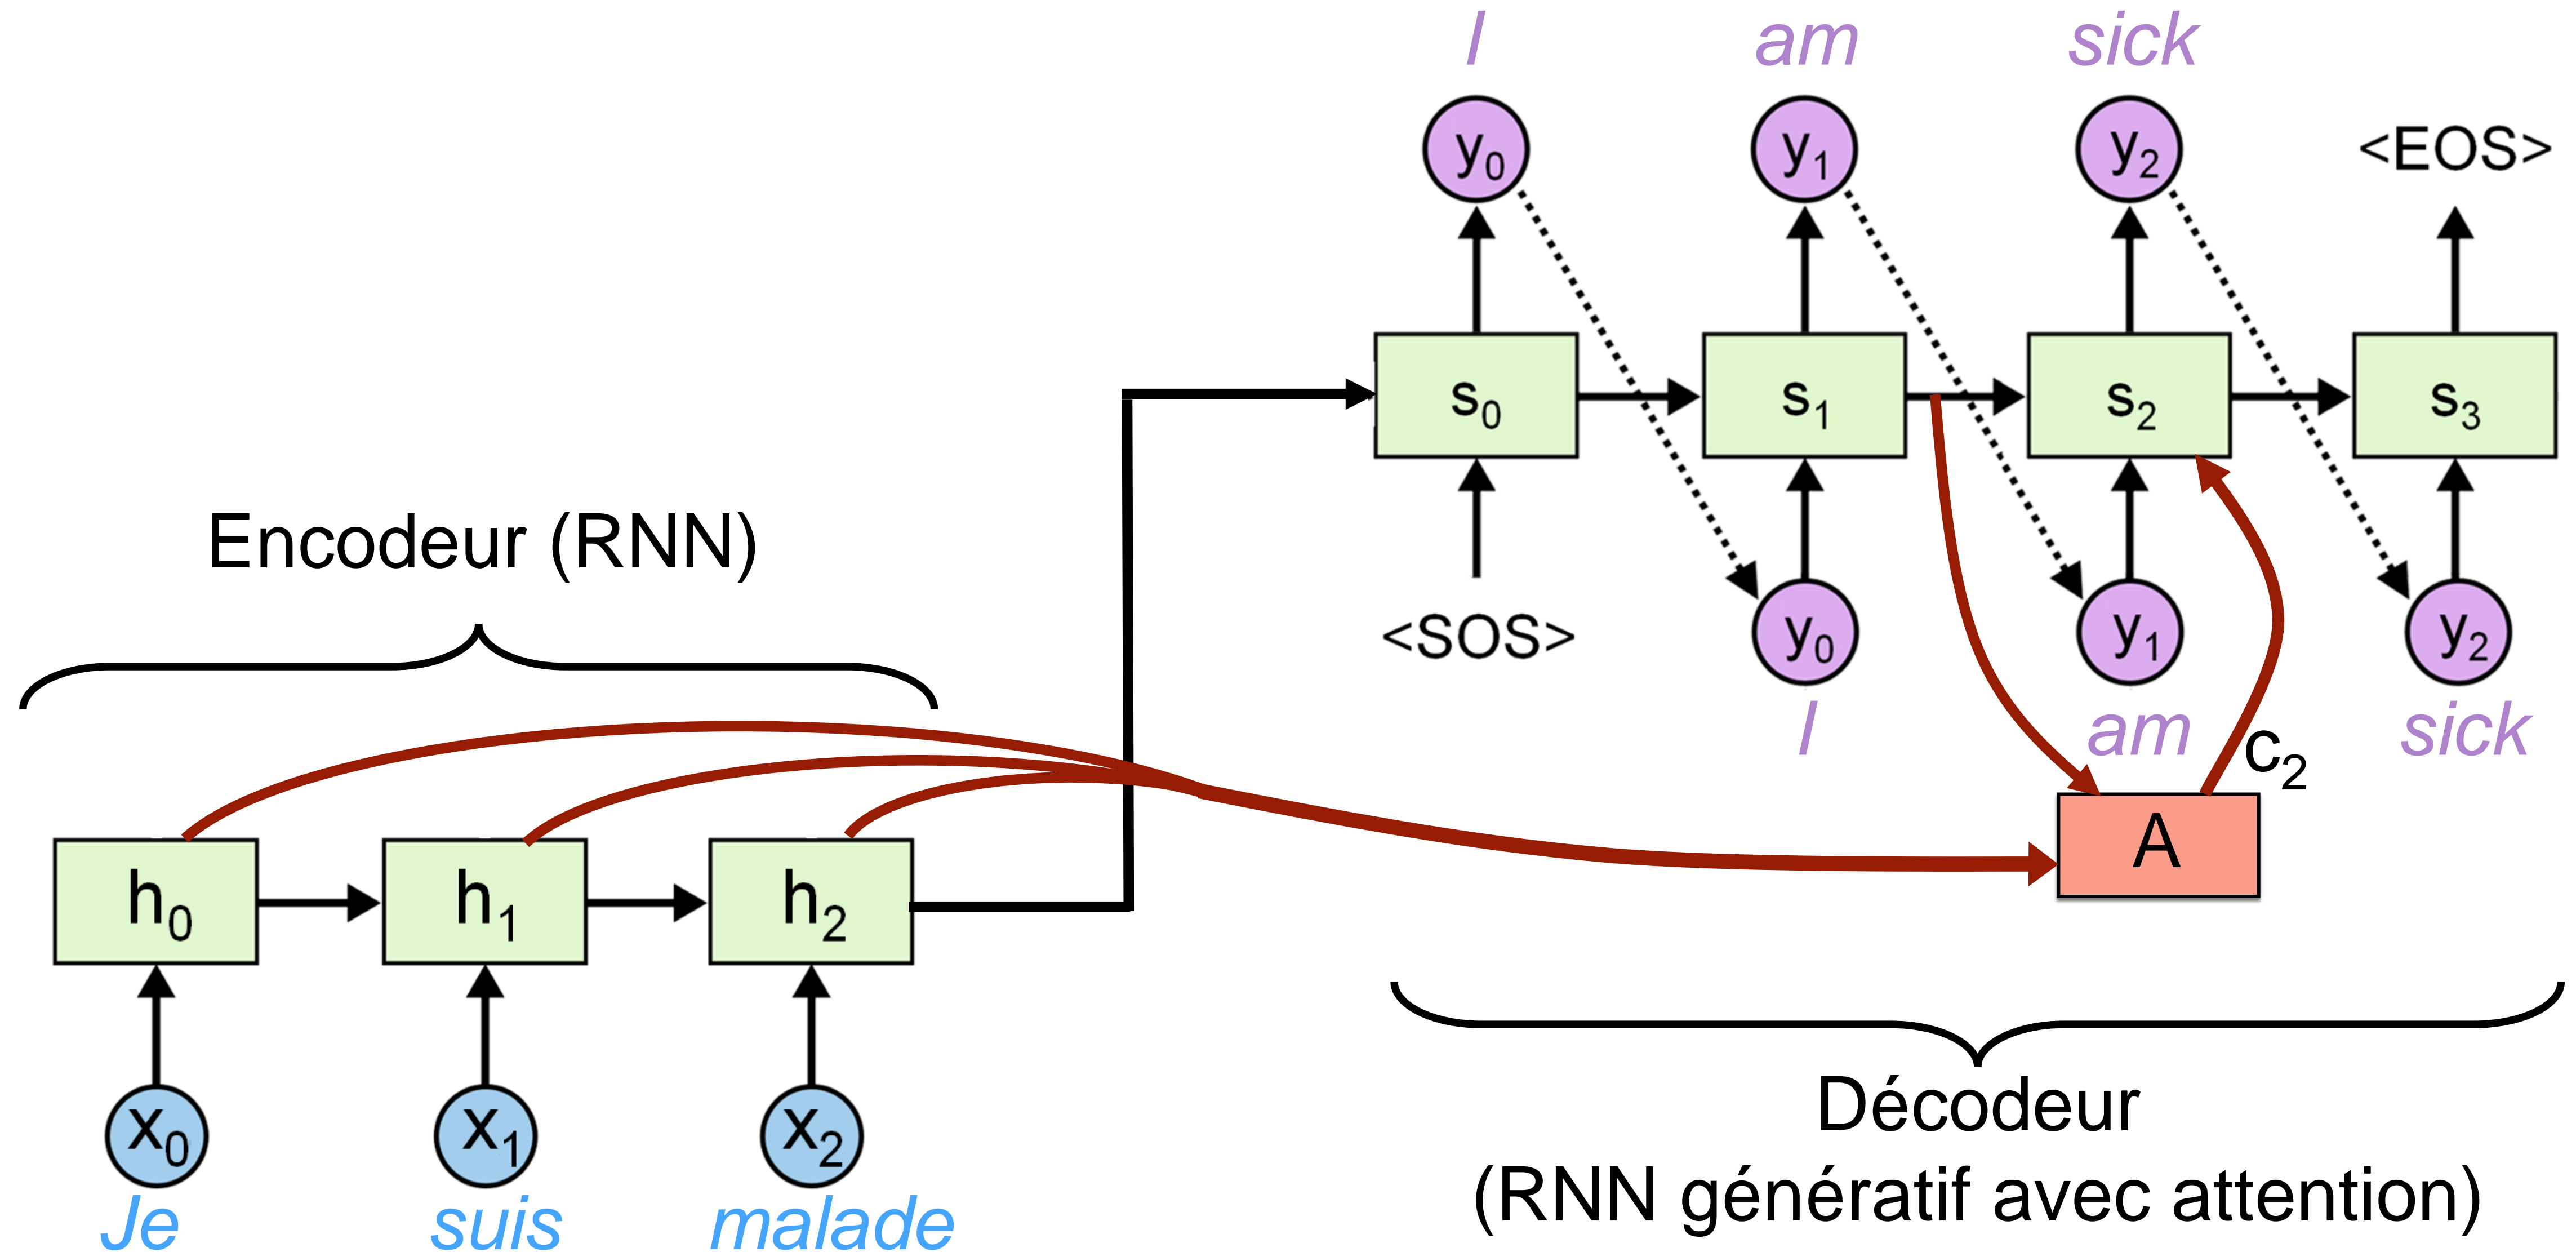 I am sick
y₀ y₁ y₂ <EOS>
s₀ s₁ s₂ s₃
Encodeur (RNN)
<SOS> y₀ y₁ y₂
I am sick
c₂
A
h₀ h₁ h₂
x₀ x₁ x₂
Je suis malade
Décodeur
(RNN génératif avec attention)